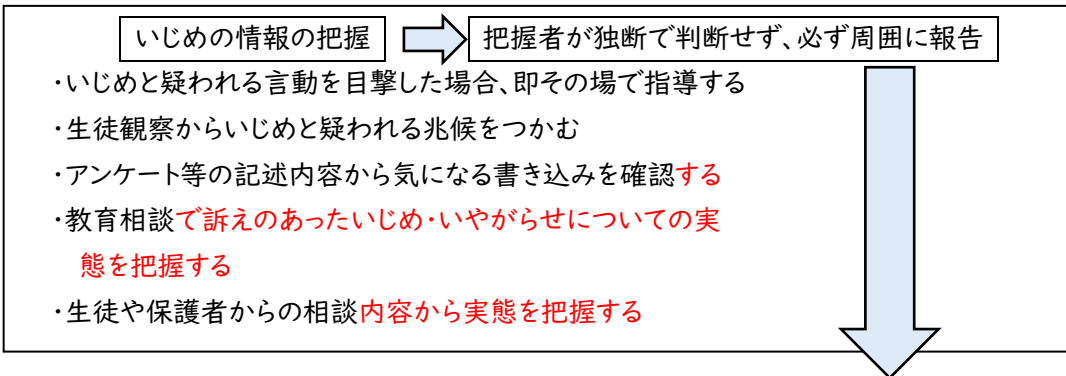 いじめの情報の把握
把握者が独断で判断せず、必ず周囲に報告
・いじめと疑われる言動を目撃した場合、即その場で指導する
・生徒観察からいじめと疑われる兆候をつかむ
・アンケート等の記述内容から気になる書き込みを確認する
・教育相談で訴えのあったいじめ・いやがらせについての実
態を把握する
・生徒や保護者からの相談内容から実態を把握する